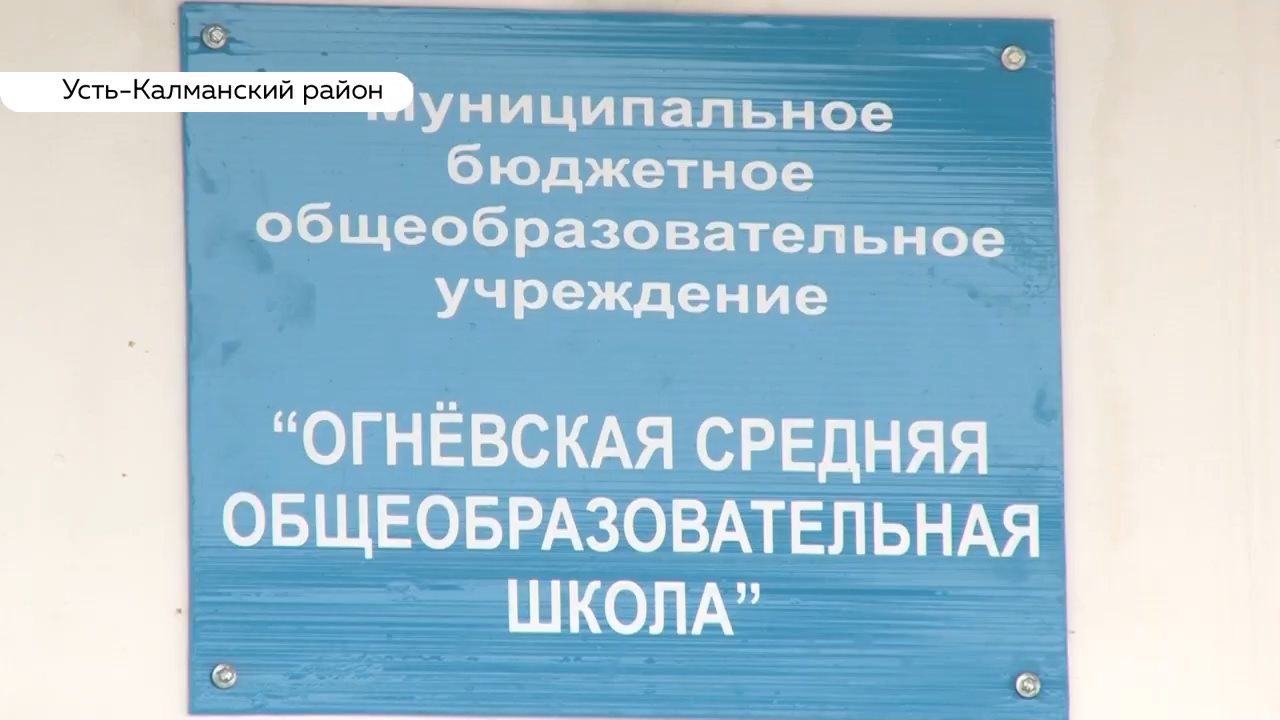 Усть-Калманский район
Муниципальное
бюджетное
общеобразовательное
учреждение
“ОГНЁВСКАЯ СРЕДНЯЯ
ОБЩЕОБРАЗОВАТЕЛЬНАЯ
ШКОЛА”